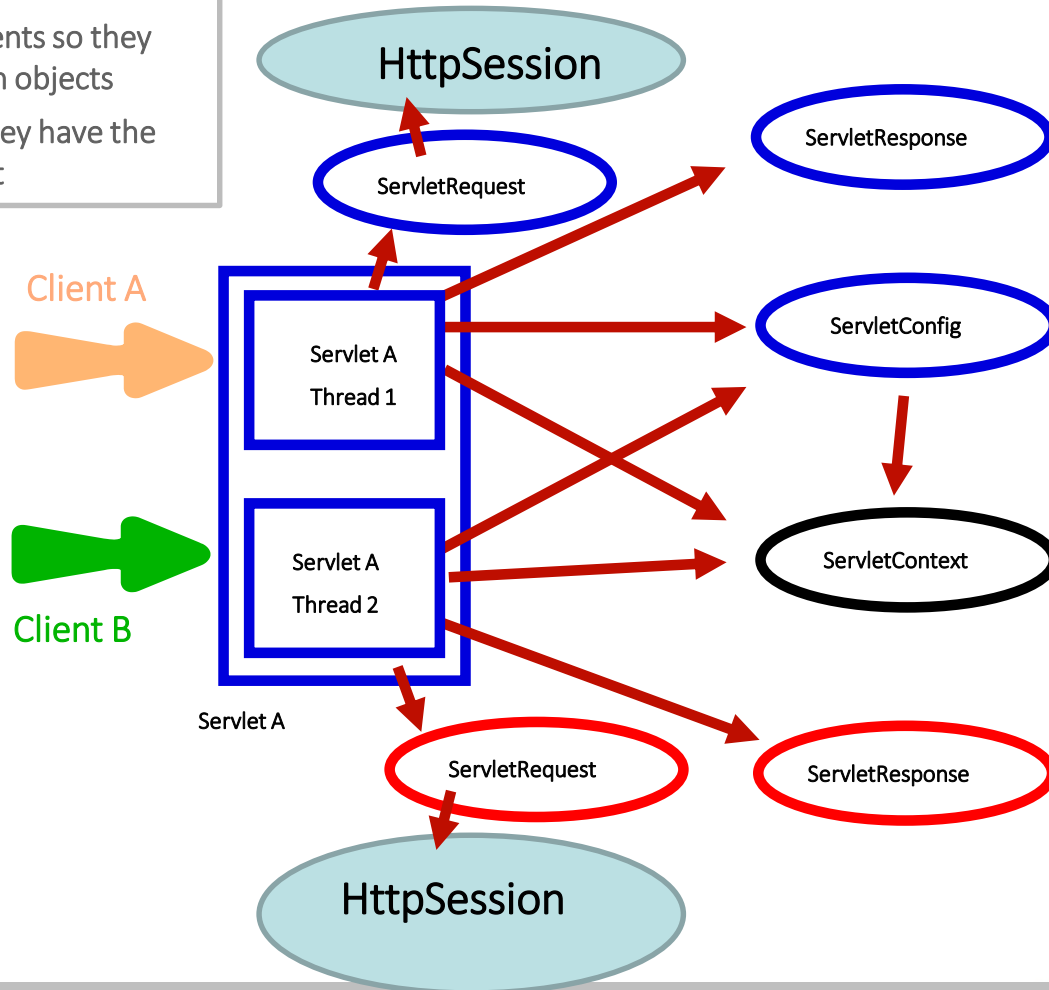 ents so they
objects
ey have the
HttpSession
ServletResponse
ServletRequest
Client A
ServletConfig
Servlet A
Thread 1
ServletContext
Servlet A
Thread 2
Client B
Servlet A
ServletRequest
ServletResponse
HttpSession